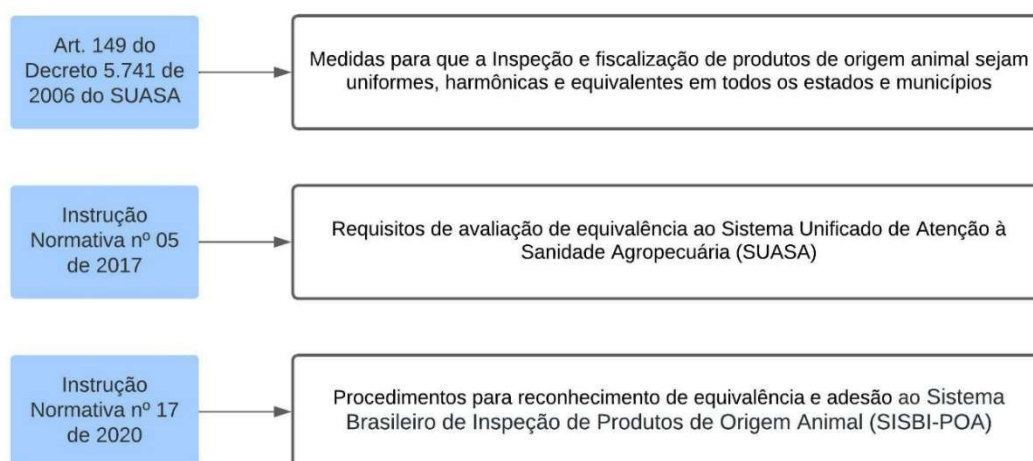 Art. 149 do
Decreto 5.741 de
2006 do SUASA
Medidas para que a Inspeção e fiscalização de produtos de origem animal sejam
uniformes, harmônicas e equivalentes em todos os estados e municípios
Instrução
Normativa nº 05
de 2017
Requisitos de avaliação de equivalência ao Sistema Unificado de Atenção à
Sanidade Agropecuária (SUASA)
Instrução
Normativa nº 17
de 2020
Procedimentos para reconhecimento de equivalência e adesão ao Sistema
Brasileiro de Inspeção de Produtos de Origem Animal (SISBI-POA)